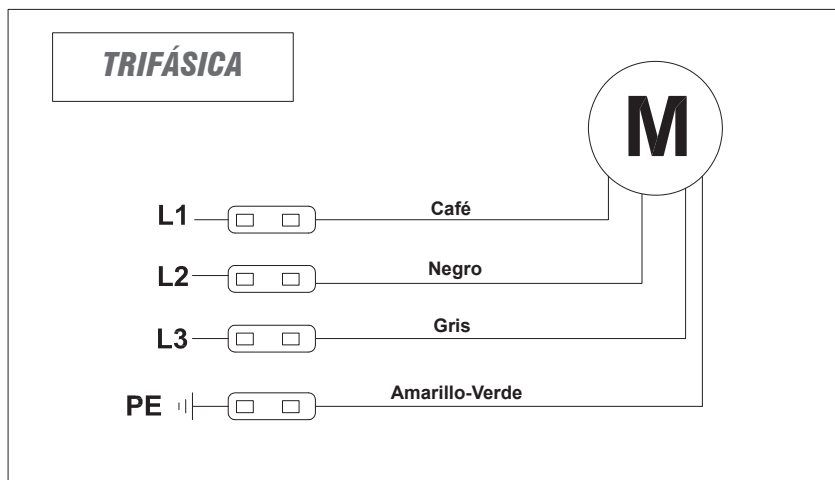 TRIFÁSICA
M
L1
Café
L2
Negro
L3
Gris
PE
Amarillo-Verde